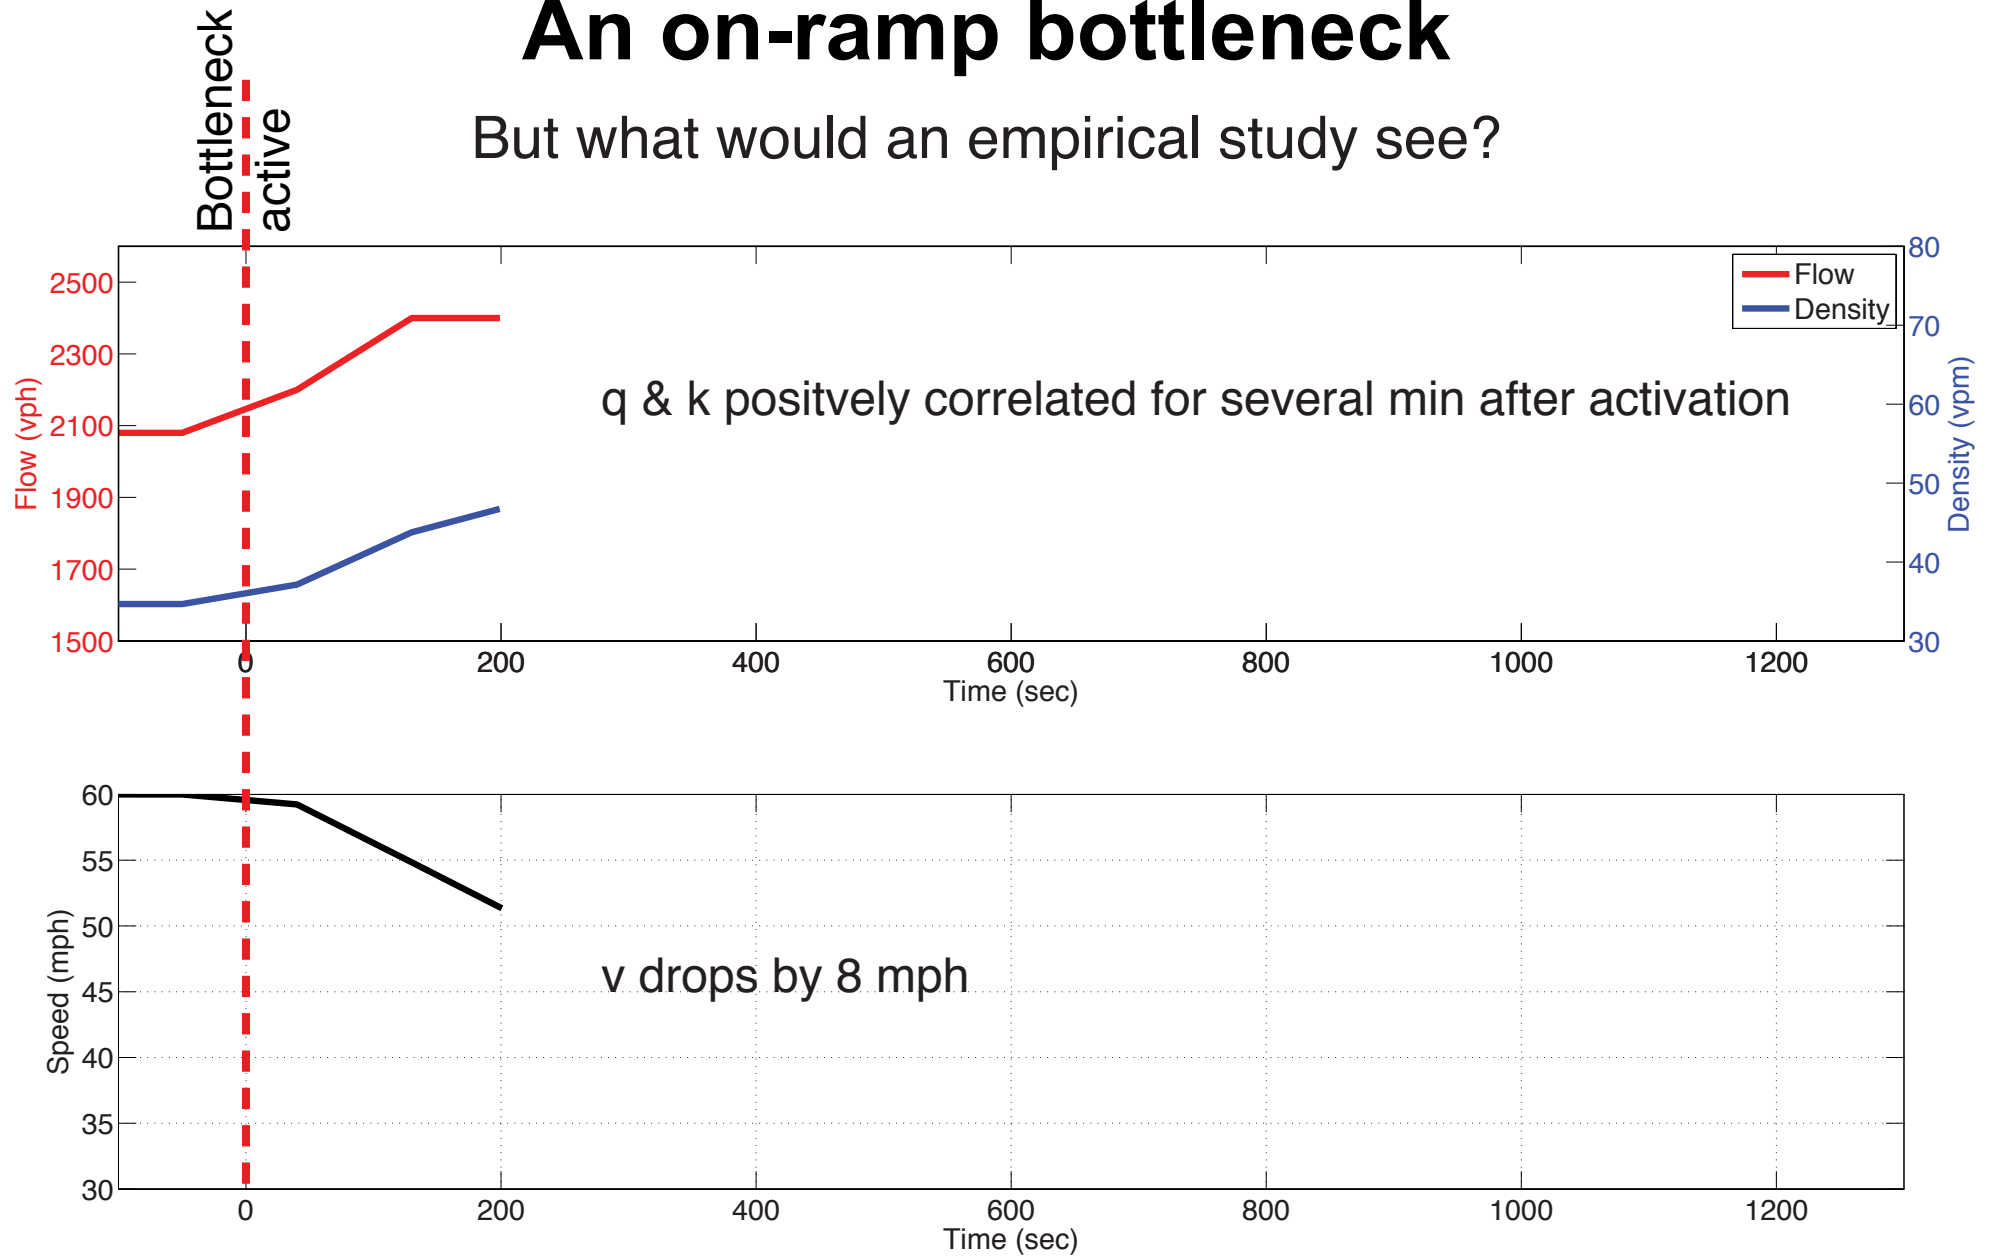 An on-ramp bottleneck
But what would an empirical study see?
Bottleneck
active
2500
2300
2100
1900
1700
1500
Flow (vph)
80
70
60
50
40
30
Density (vpm)
Flow
Density
q & k positvely correlated for several min after activation
0 200 400 600 800 1000 1200
Time (sec)
60
55
50
45
40
35
30
Speed (mph)
v drops by 8 mph
0 200 400 600 800 1000 1200
Time (sec)